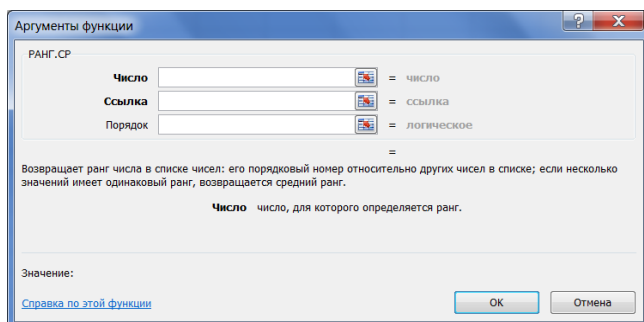 Аргументы функции
РАНГ.СР
Число = число
Ссылка = ссылка
Порядок = логическое
=
Возвращает ранг числа в списке чисел: его порядковый номер относительно других чисел в списке; если несколько
значений имеет одинаковый ранг, возвращается средний ранг.
Число число, для которого определяется ранг.
Значение:
Справка по этой функции
ОК
Отмена